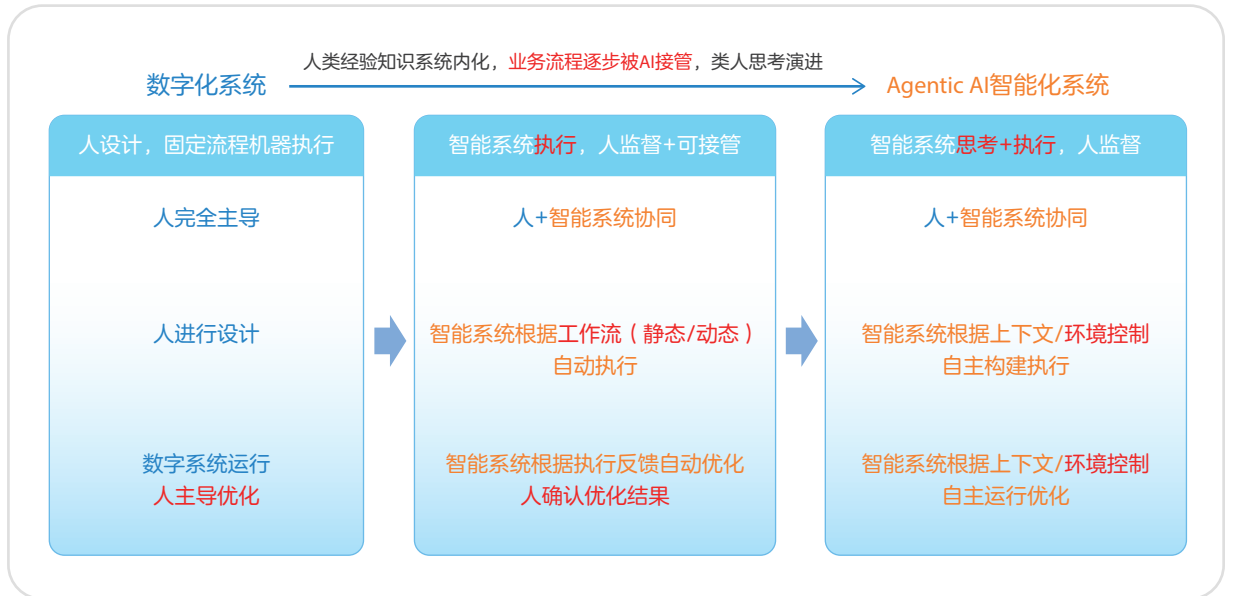 人类经验知识系统内化，业务流程逐步被AI接管，类人思考演进
数字化系统
Agentic AI智能化系统
人设计，固定流程机器执行
人完全主导
人进行设计
数字系统运行
人主导优化
智能系统执行，人监督+可接管
人+智能系统协同
智能系统根据工作流（静态/动态）
自动执行
智能系统根据执行反馈自动优化
人确认优化结果
智能系统思考+执行，人监督
人+智能系统协同
智能系统根据上下文/环境控制
自主构建执行
智能系统根据上下文/环境控制
自主运行优化